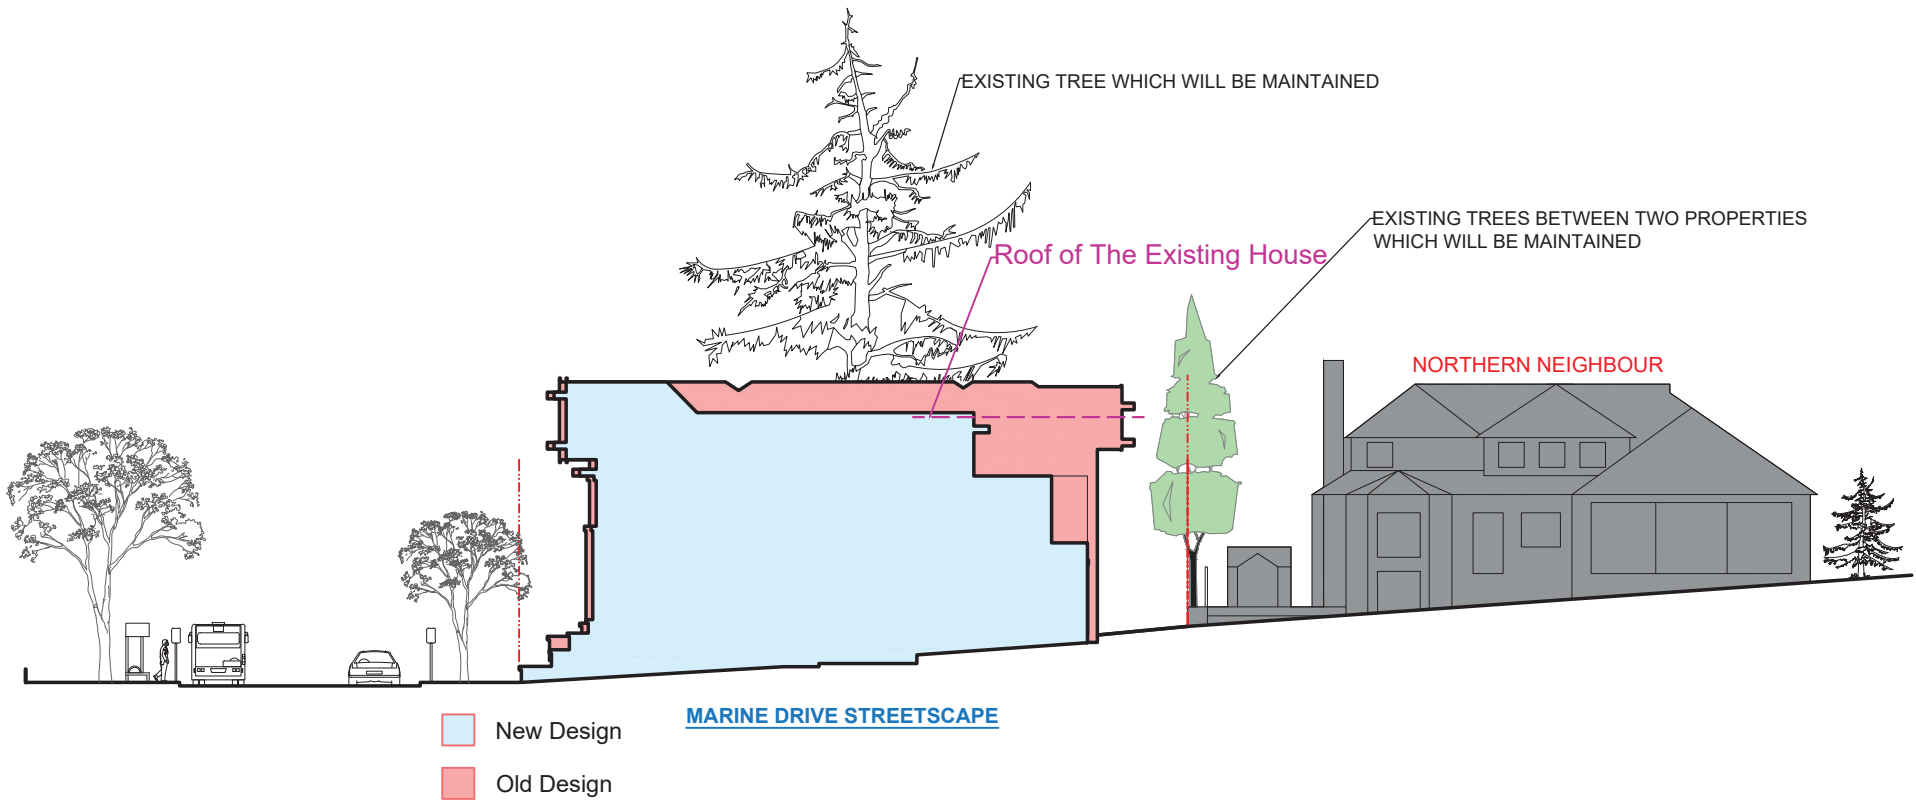 EXISTING TREE WHICH WILL BE MAINTAINED
EXISTING TREES BETWEEN TWO PROPERTIES
WHICH WILL BE MAINTAINED
Roof of The Existing House
NORTHERN NEIGHBOUR
MARINE DRIVE STREETSCAPE
New Design
Old Design